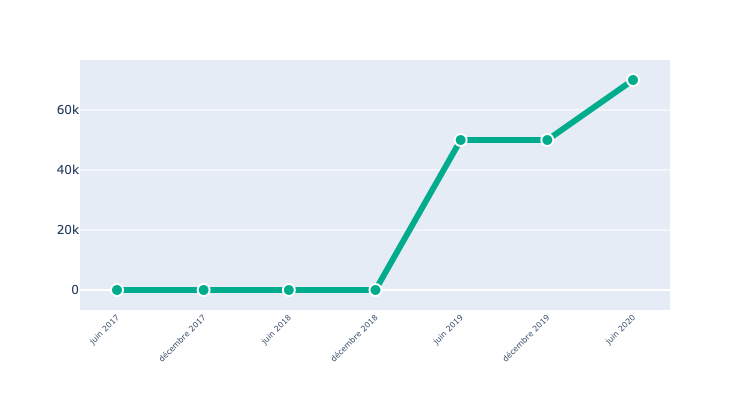 60k
40k
20k
0
juin 2017
décembre 2017
juin 2018
décembre 2018
juin 2019
décembre 2019
juin 2020